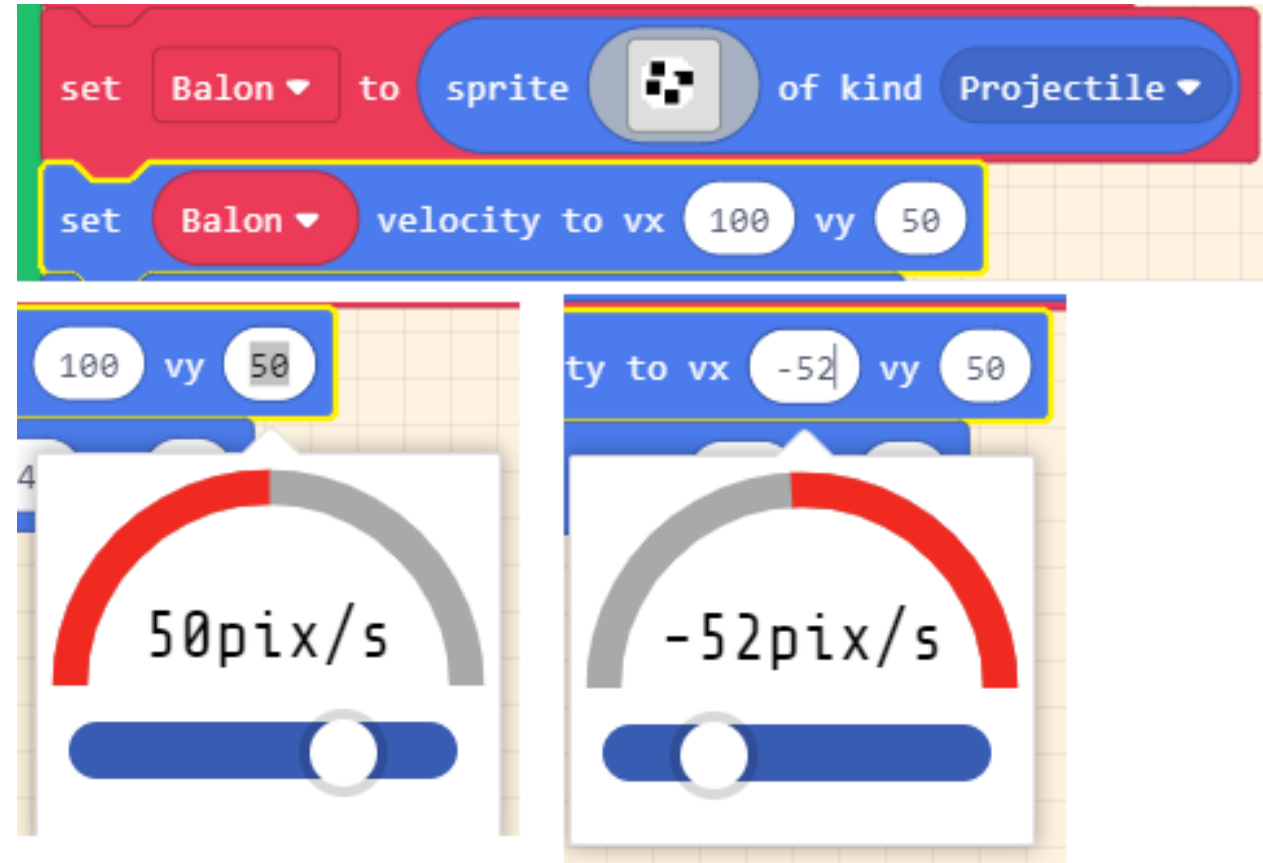 set Balon to sprite of kind Projectile
set Balon velocity to vx 100 vy 50
100 vy 50
4
50pix/s
ty to vx -52 vy 50
-52pix/s